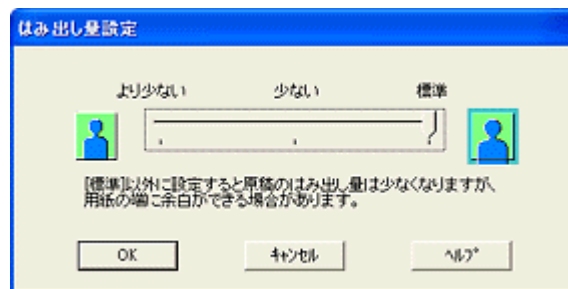 はみ出し量設定
より少ない 少ない 標準
[標準]以外に設定すると原稿のはみ出し量は少なくなりますが、
用紙の端に余白ができる場合があります。
OK ｷｬﾝｾﾙ ﾍﾙﾌﾟ